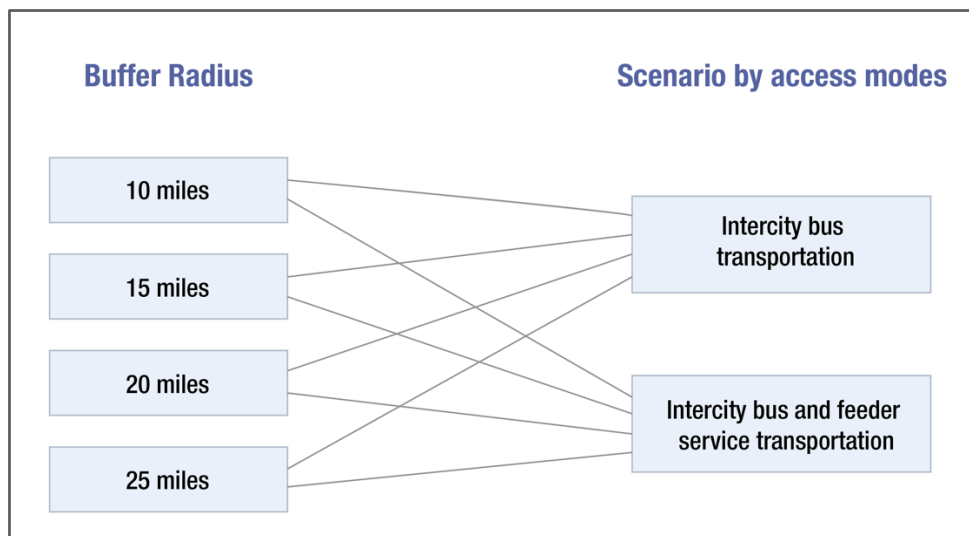 Buffer Radius
Scenario by access modes
10 miles
15 miles
20 miles
25 miles
Intercity bus
transportation
Intercity bus and feeder
service transportation